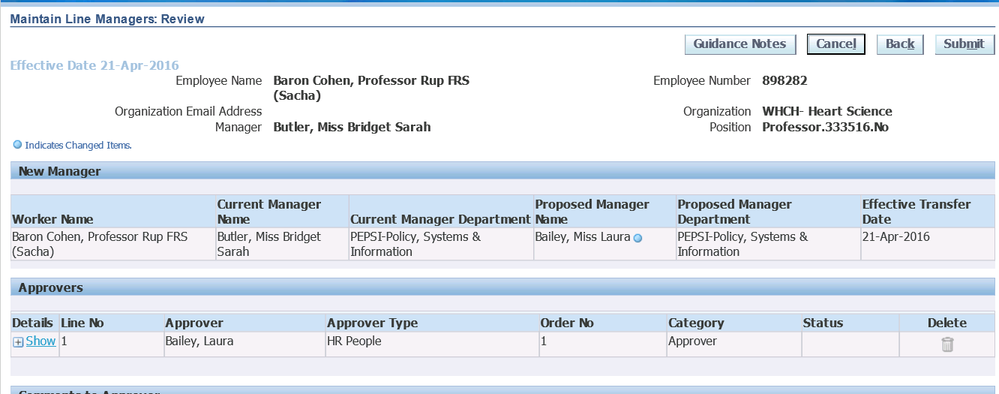 Maintain Line Managers: Review
Guidance Notes Cancel Back Submit
Effective Date 21-Apr-2016
Employee Name Baron Cohen, Professor Rup FRS Employee Number 898282
(Sacha)
Organization Email Address Organization WHCH- Heart Science
Manager Butler, Miss Bridget Sarah Position Professor.333516.No
Indicates Changed Items.
New Manager
Current Manager Proposed Manager Proposed Manager Effective Transfer
Worker Name Name Current Manager Department Name Department Date
Baron Cohen, Professor Rup FRS Butler, Miss Bridget PEPSI-Policy, Systems & Bailey, Miss Laura PEPSI-Policy, Systems & 21-Apr-2016
(Sacha) Sarah Information Information
Approvers
Details Line No Approver Approver Type Order No Category Status Delete
Show 1 Bailey, Laura HR People 1 Approver
Comments to Approver